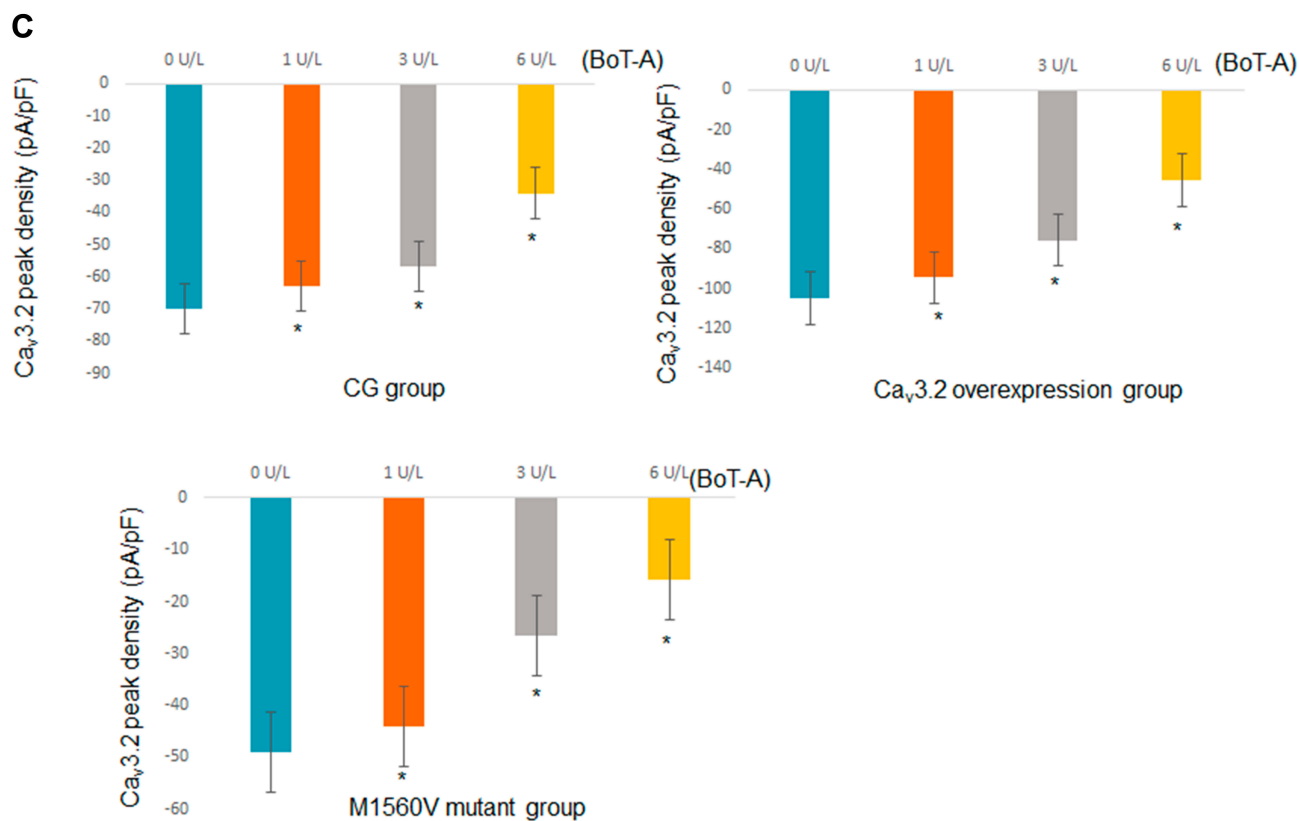 C
0 U/L 1 U/L 3 U/L 6 U/L (BoT-A)
0
-10
-20
-30
-40
-50
-60
-70
-80
-90
Cav3.2 peak density (pA/pF)
* * *
CG group
0 U/L 1 U/L 3 U/L 6 U/L (BoT-A)
0
-20
-40
-60
-80
-100
-120
-140
Cav3.2 peak density (pA/pF)
* * *
Cav3.2 overexpression group
0 U/L 1 U/L 3 U/L 6 U/L (BoT-A)
0
-10
-20
-30
-40
-50
-60
Cav3.2 peak density (pA/pF)
* * *
M1560V mutant group